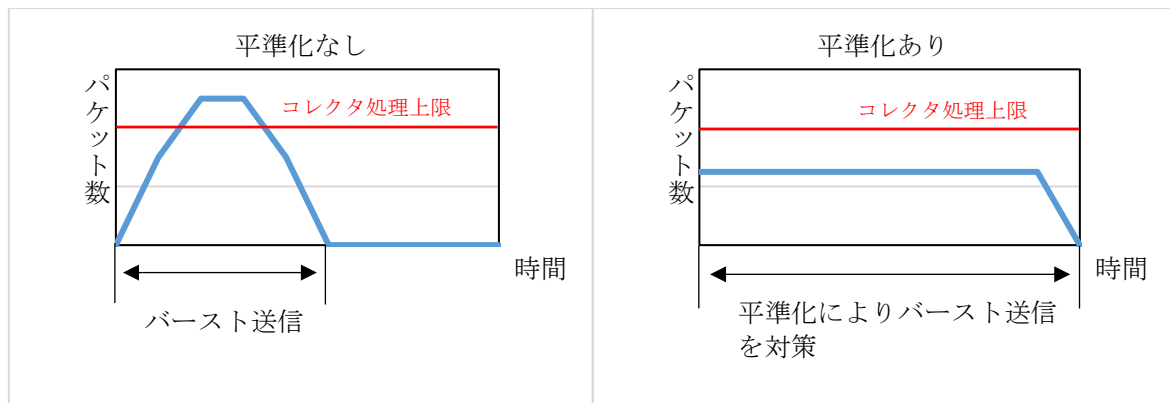 平準化なし
パケット数
コレクタ処理上限
時間
バースト送信
平準化あり
パケット数
コレクタ処理上限
時間
平準化によりバースト送信
を対策